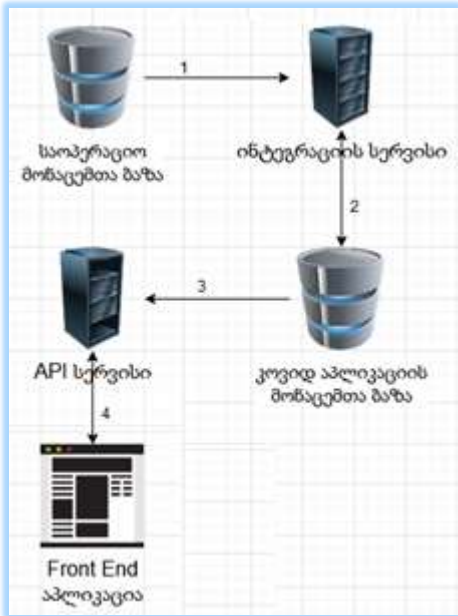 1
საოპერაციო
მონაცემთა ბაზა
ინტეგრაციის სერვისი
2
3
API სერვისი
კოვიდ აპლიკაციის
მონაცემთა ბაზა
4
Front End
აპლიკაცია